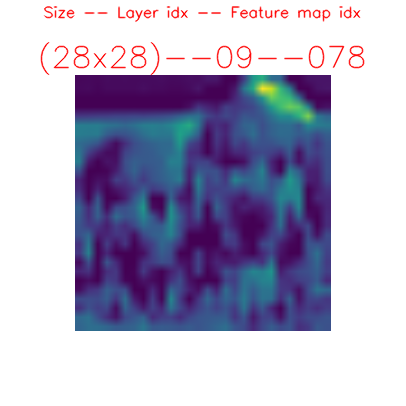 Size -- Layer idx -- Feature map idx
(28x28)--09--078